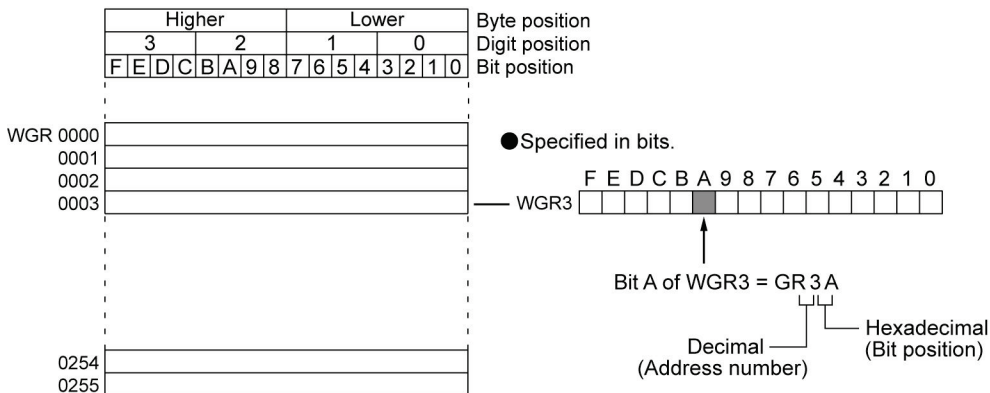 Higher Lower Byte position
3 2 1 0 Digit position
F E D C B A 9 8 7 6 5 4 3 2 1 0 Bit position
WGR 0000
0001
0002
0003
0254
0255
●Specified in bits.
F E D C B A 9 8 7 6 5 4 3 2 1 0
WGR3
Bit A of WGR3 = GR 3 A
Decimal
(Address number)
Hexadecimal
(Bit position)